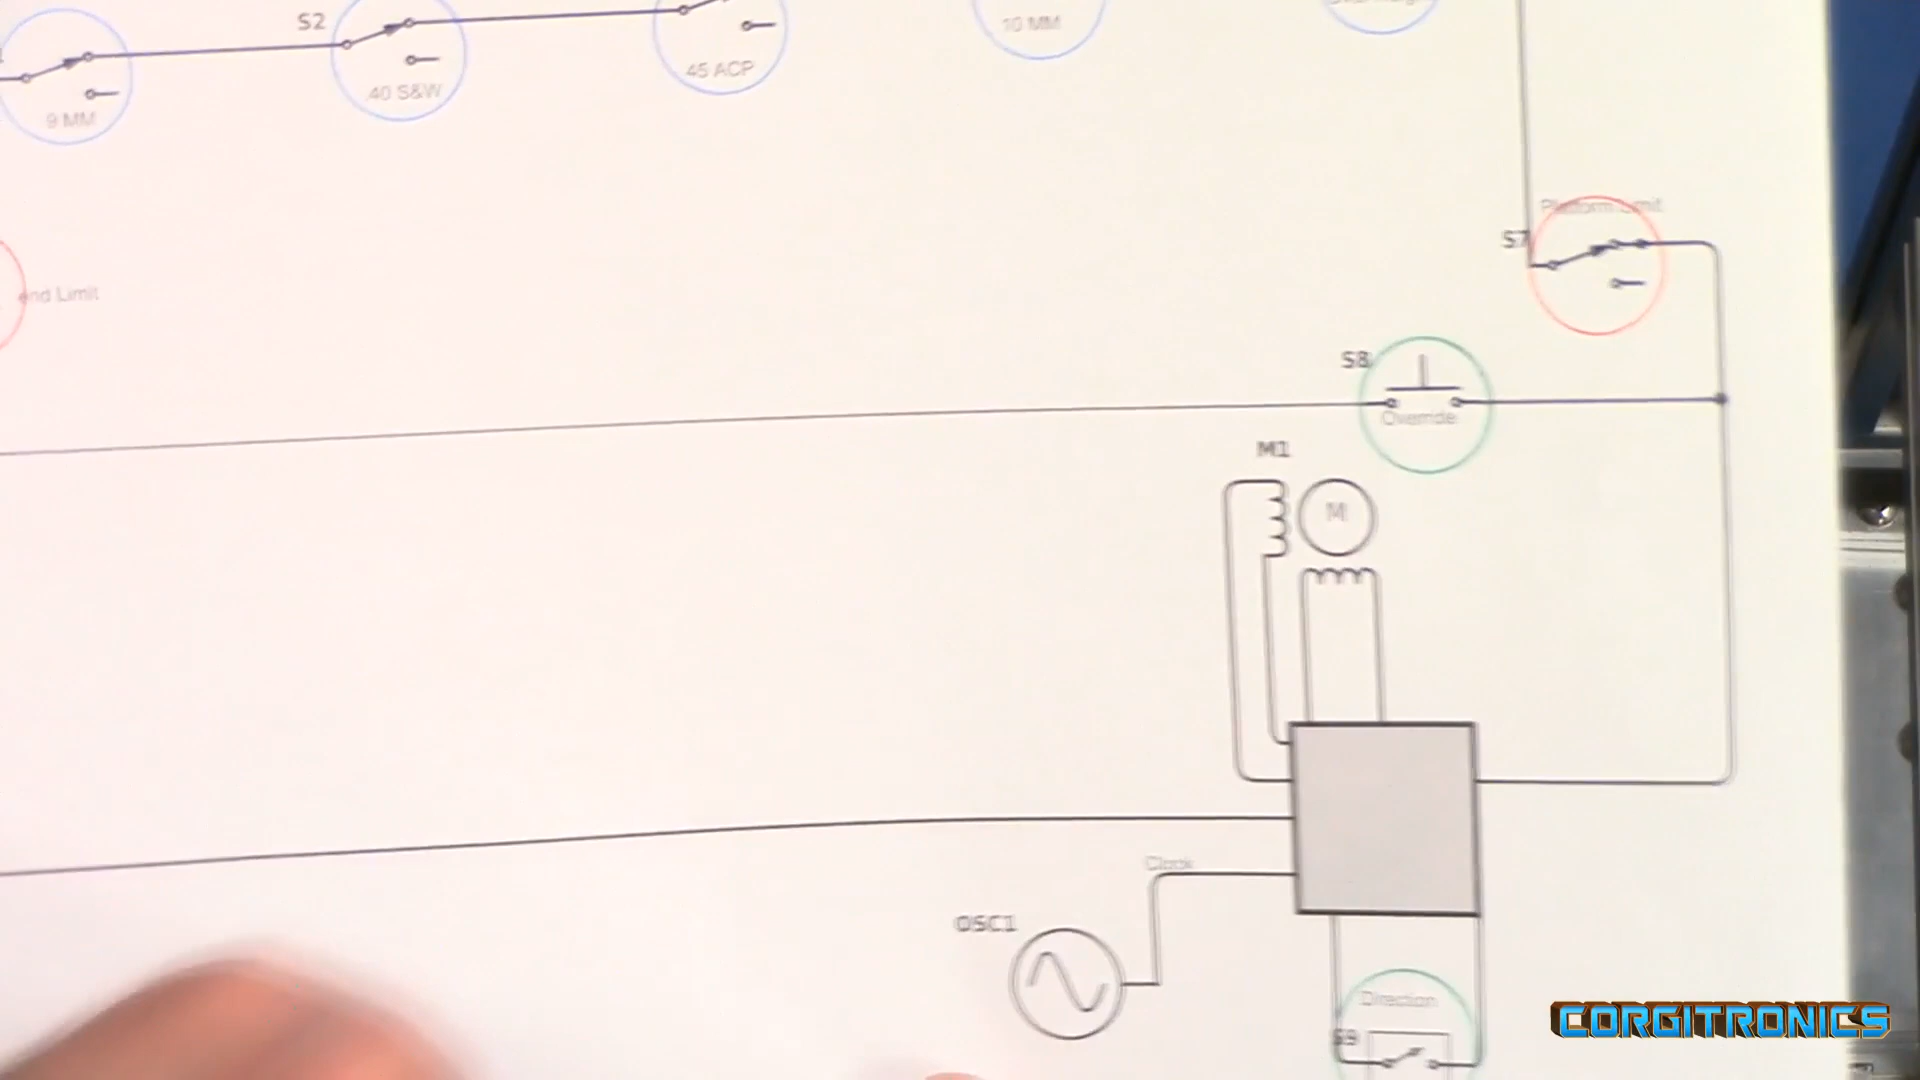 S2
10 MM
45 ACP
.40 S&W
9 MM
Platform Limit
S7
end Limit
S8
Override
M1
M
Clock
OSC1
Direction
S9
CORGITRONICS